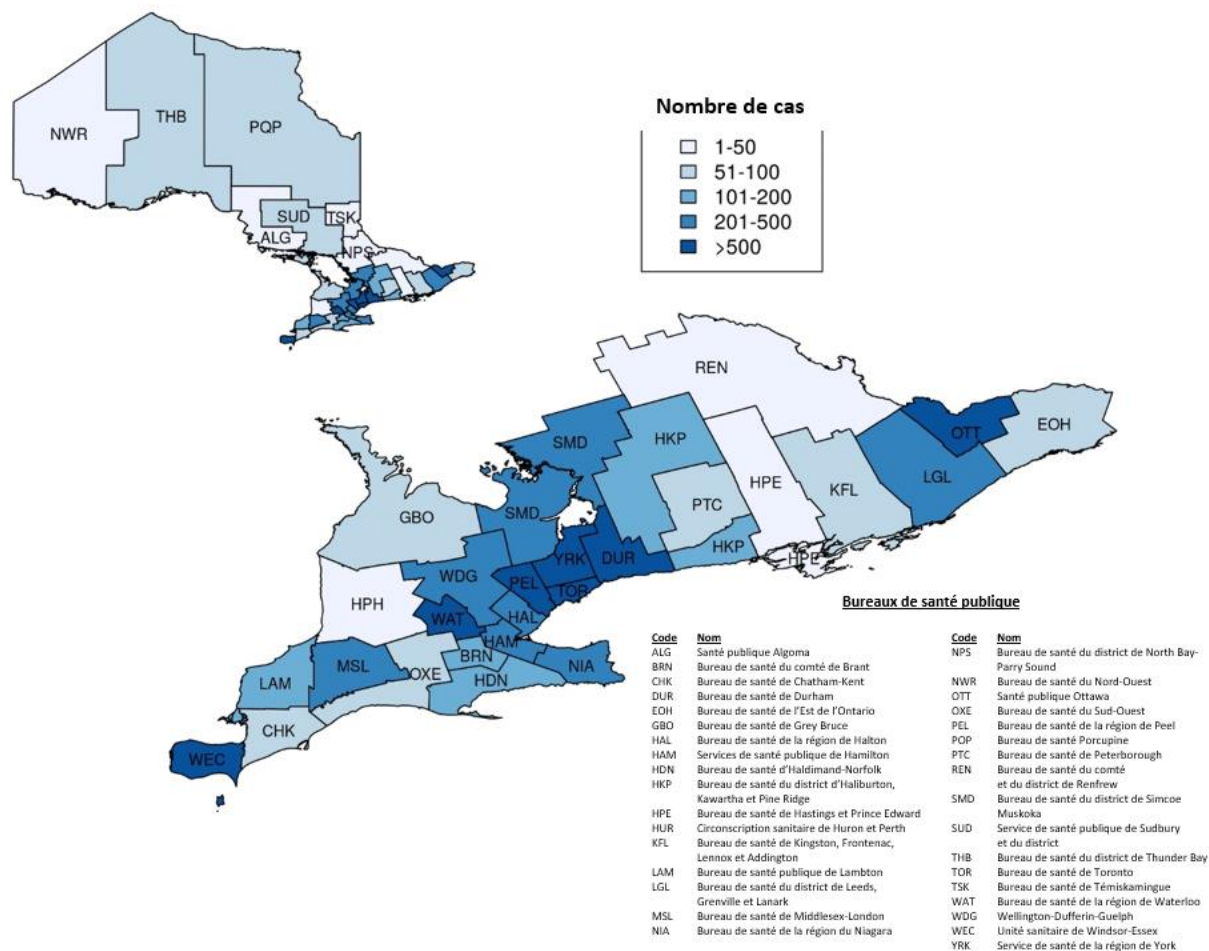 NWR
THB
PQP
SUD
TSK
ALG
NPS
Nombre de cas
1-50
51-100
101-200
201-500
>500
REN
SMD
HKP
OTT
EOH
LGL
HPE
KFL
GBO
SMD
PTC
HKP
YRK
DUR
HPE
WDG
PEL
TOR
HPH
WAT
HAL
HAM
MSL
OXE
BRN
NIA
LAM
HDN
CHK
WEC
Bureaux de santé publique
Code Nom
ALG Santé publique Algoma
BRN Bureau de santé du comté de Brant
CHK Bureau de santé de Chatham-Kent
DUR Bureau de santé de Durham
EOH Bureau de santé de l'Est de l'Ontario
GBO Bureau de santé de Grey Bruce
HAL Bureau de santé de la région de Halton
HAM Services de santé publique de Hamilton
HDN Bureau de santé d'Haldimand-Norfolk
HKP Bureau de santé du district d'Haliburton,
Kawartha et Pine Ridge
HPE Bureau de santé de Hastings et Prince Edward
HUR Circonscription sanitaire de Huron et Perth
KFL Bureau de santé de Kingston, Frontenac,
Lennox et Addington
LAM Bureau de santé publique de Lambton
LGL Bureau de santé du district de Leeds,
Grenville et Lanark
MSL Bureau de santé de Middlesex-London
NIA Bureau de santé de la région du Niagara
Code Nom
NPS Bureau de santé du district de North Bay-
Parry Sound
NWR Bureau de santé du Nord-Ouest
OTT Santé publique Ottawa
OXE Bureau de santé du Sud-Ouest
PEL Bureau de santé de la région de Peel
POP Bureau de santé Porcupine
PTC Bureau de santé de Peterborough
REN Bureau de santé du comté
et du district de Renfrew
SMD Bureau de santé du district de Simcoe
Muskoka
SUD Service de santé publique de Sudbury
et du district
THB Bureau de santé du district de Thunder Bay
TOR Bureau de santé de Toronto
TSK Bureau de santé de Témiskamingue
WAT Bureau de santé de la région de Waterloo
WDG Wellington-Dufferin-Guelph
WEC Unité sanitaire de Windsor-Essex
YRK Service de santé de la région de York